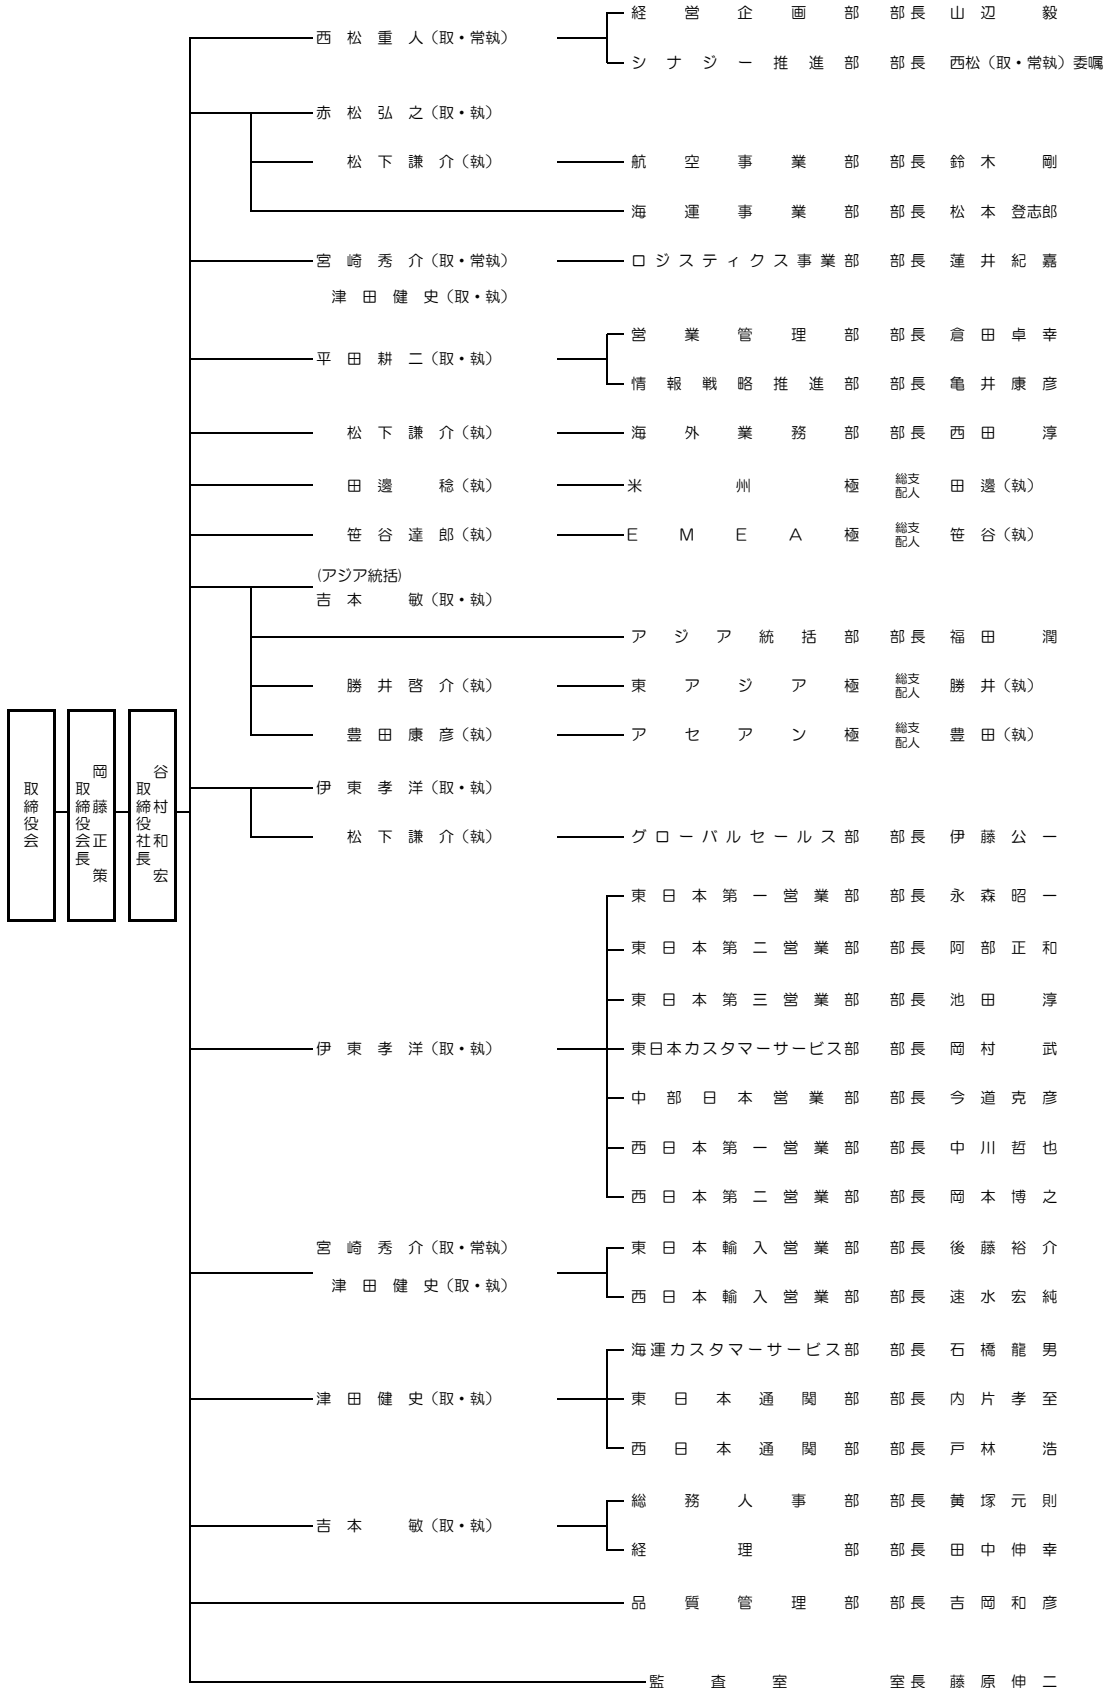 経営企画部 部長 山辺 毅
西松重人(取・常執)
シナジー推進部 部長 西松(取・常執)委嘱
赤松弘之(取・執)
松下謙介(執) 航空事業部 部長 鈴木 剛
海運事業部 部長 松本登志郎
宮崎秀介(取・常執) ロジスティクス事業部 部長 蓮井紀嘉
津田健史(取・執)
営業管理部 部長 倉田卓幸
平田耕二(取・執)
情報戦略推進部 部長 亀井康彦
松下謙介(執) 海外業務部 部長 西田 淳
田邊 稔(執) 米州極 総支配人 田邊(執)
笹谷達郎(執) EMEA極 総支配人 笹谷(執)
(アジア統括)
吉本 敏(取・執)
アジア統括部 部長 福田 潤
勝井啓介(執) 東アジア極 総支配人 勝井(執)
豊田康彦(執) アセアン極 総支配人 豊田(執)
取締役会
取締役会長 岡藤正策
取締役社長 谷村和宏
伊東孝洋(取・執)
松下謙介(執) グローバルセールス部 部長 伊藤公一
東日本第一営業部 部長 永森昭一
東日本第二営業部 部長 阿部正和
東日本第三営業部 部長 池田 淳
伊東孝洋(取・執) 東日本カスタマーサービス部 部長 岡村 武
中部日本営業部 部長 今道克彦
西日本第一営業部 部長 中川哲也
西日本第二営業部 部長 岡本博之
宮崎秀介(取・常執) 東日本輸入営業部 部長 後藤裕介
津田健史(取・執)
西日本輸入営業部 部長 速水宏純
海運カスタマーサービス部 部長 石橋龍男
津田健史(取・執) 東日本通関部 部長 内片孝至
西日本通関部 部長 戸林 浩
総務人事部 部長 黄塚元則
吉本 敏(取・執)
経理部 部長 田中伸幸
品質管理部 部長 吉岡和彦
監査室 室長 藤原伸二